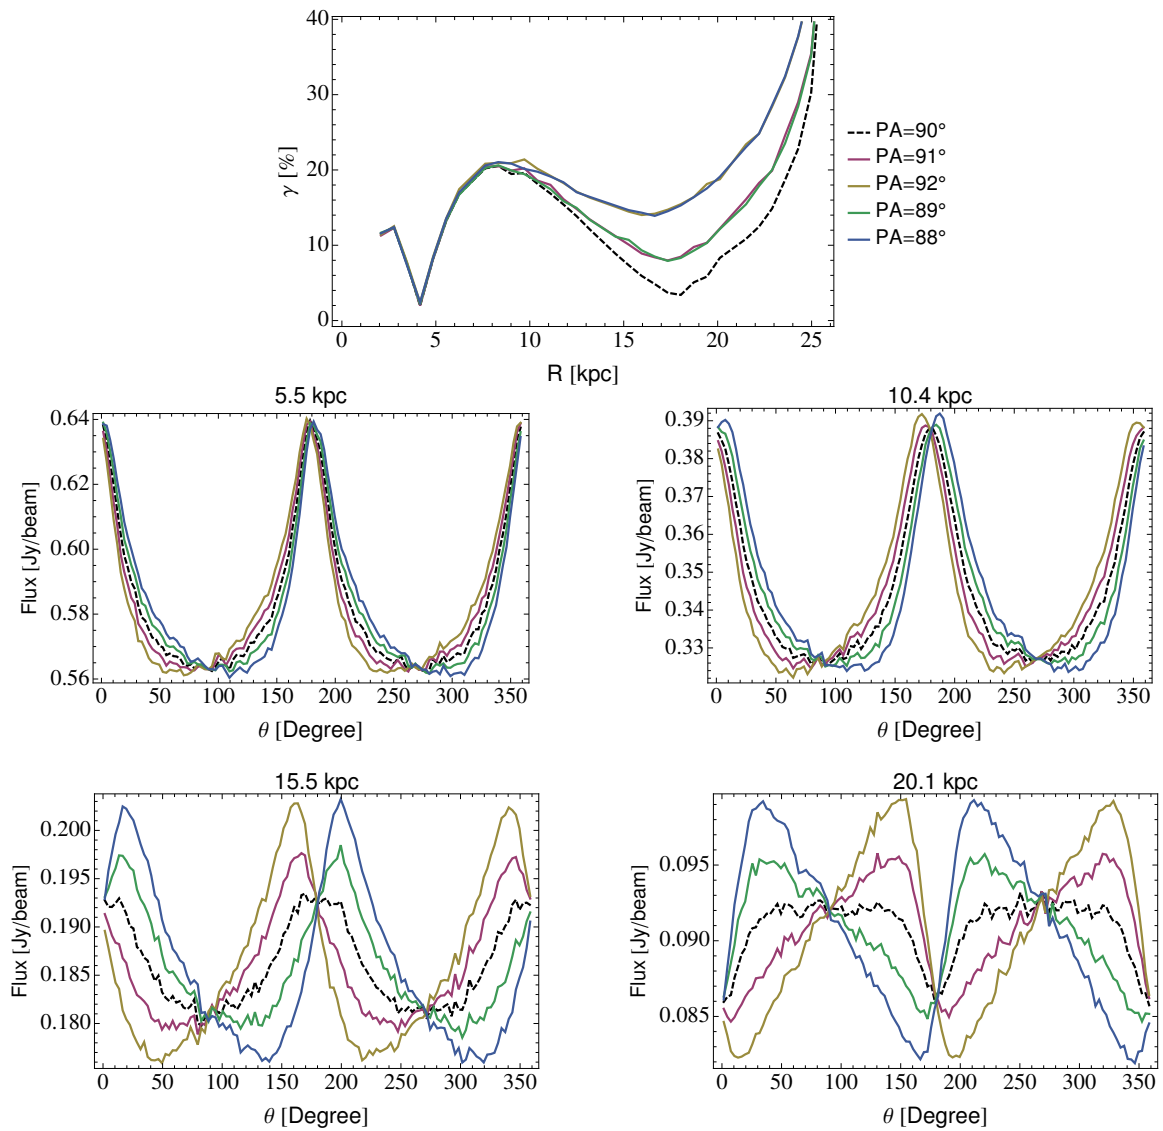 40
30
20
10
0
γ [%]
0 5 10 15 20 25
R [kpc]
PA=90°
PA=91°
PA=92°
PA=89°
PA=88°
5.5 kpc
0.64
0.62
0.60
0.58
0.56
Flux [Jy/beam]
0 50 100 150 200 250 300 350
θ [Degree]
10.4 kpc
0.39
0.38
0.37
0.36
0.35
0.34
0.33
Flux [Jy/beam]
0 50 100 150 200 250 300 350
θ [Degree]
15.5 kpc
0.200
0.195
0.190
0.185
0.180
Flux [Jy/beam]
0 50 100 150 200 250 300 350
θ [Degree]
20.1 kpc
0.095
0.090
0.085
Flux [Jy/beam]
0 50 100 150 200 250 300 350
θ [Degree]